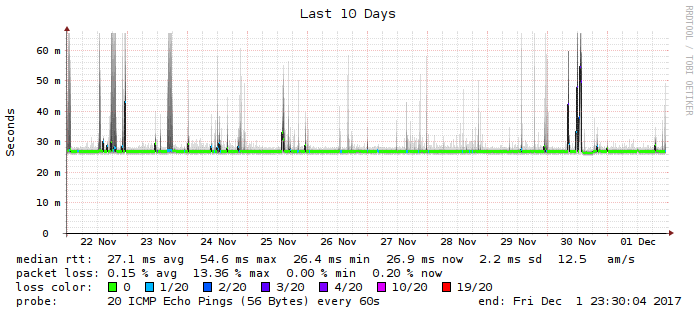 Last 10 Days
RRDTOOL / TOBI OETIKER
Seconds
60 m
50 m
40 m
30 m
20 m
10 m
0
22 Nov 23 Nov 24 Nov 25 Nov 26 Nov 27 Nov 28 Nov 29 Nov 30 Nov 01 Dec
median rtt: 27.1 ms avg 54.6 ms max 26.4 ms min 26.9 ms now 2.2 ms sd 12.5 am/s
packet loss: 0.15 % avg 13.36 % max 0.00 % min 0.20 % now
loss color: 0 1/20 2/20 3/20 4/20 10/20 19/20
probe: 20 ICMP Echo Pings (56 Bytes) every 60s end: Fri Dec 1 23:30:04 2017